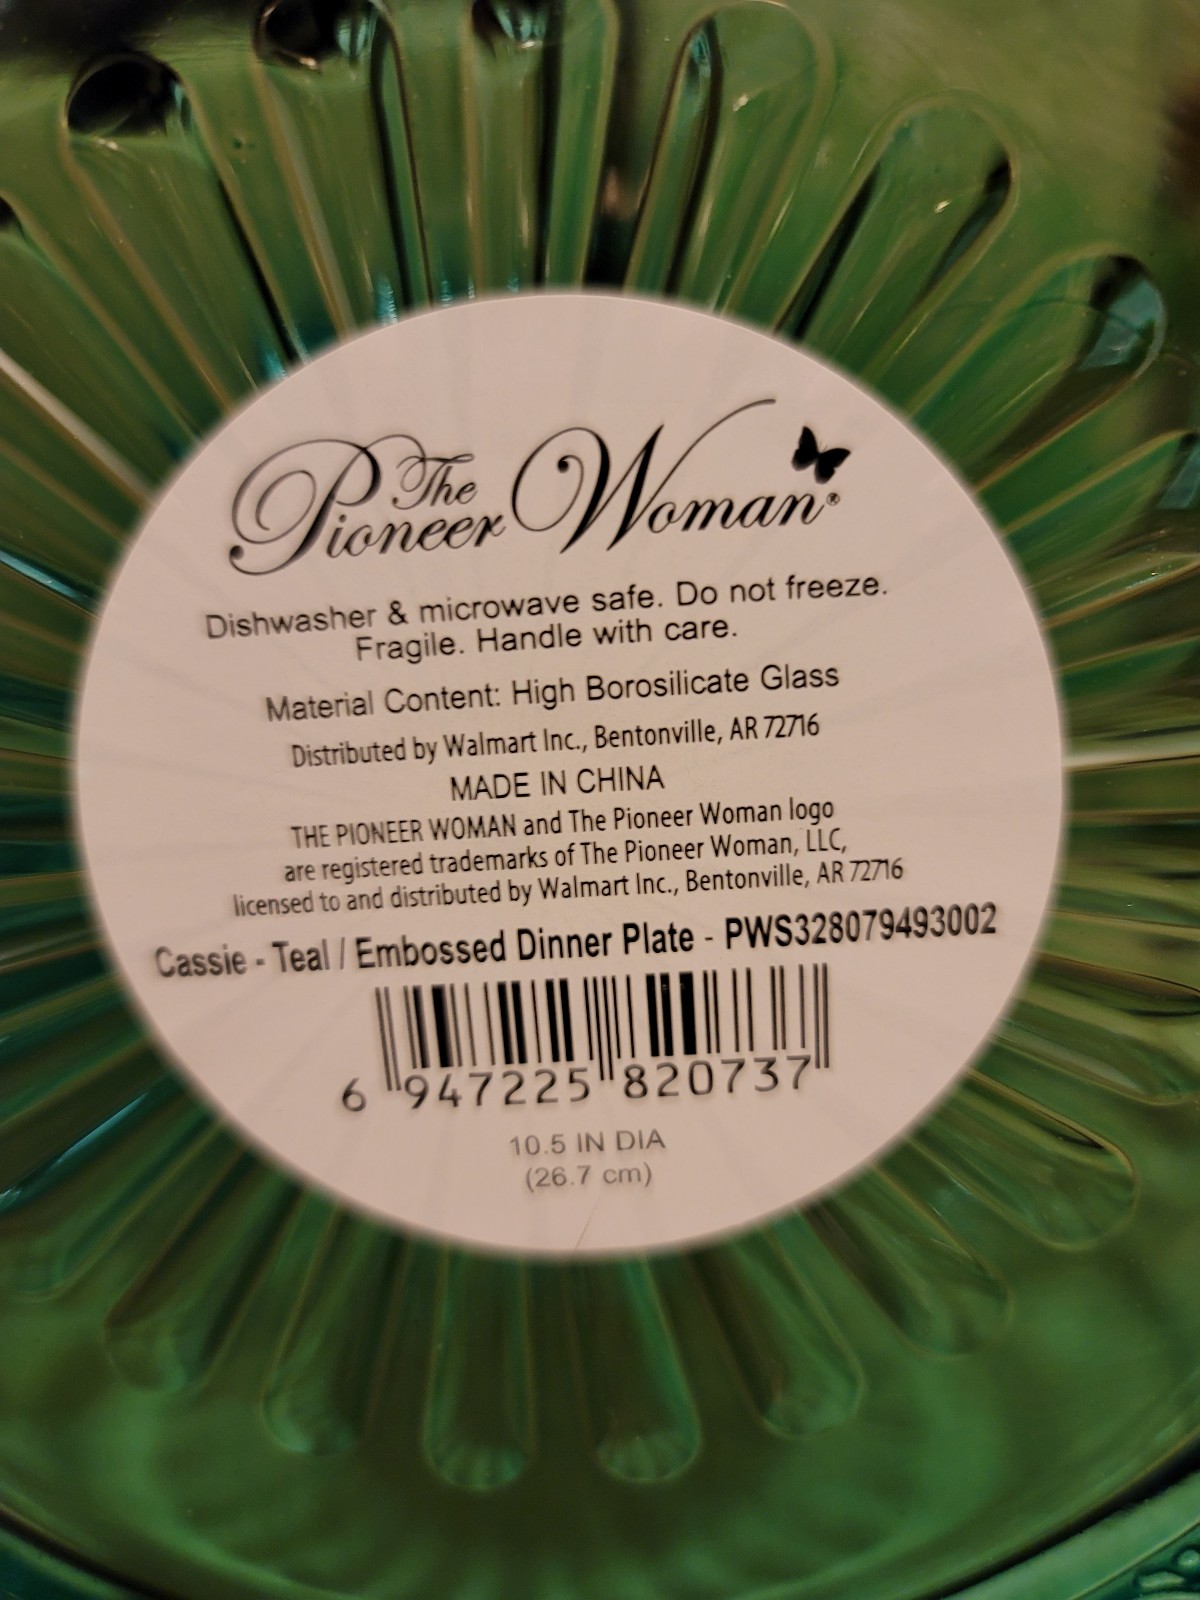 The Pioneer Woman®
Dishwasher & microwave safe. Do not freeze.
Fragile. Handle with care.
Material Content: High Borosilicate Glass
Distributed by Walmart Inc., Bentonville, AR 72716
MADE IN CHINA
THE PIONEER WOMAN and The Pioneer Woman logo
are registered trademarks of The Pioneer Woman, LLC,
licensed to and distributed by Walmart Inc., Bentonville, AR 72716
Cassie - Teal / Embossed Dinner Plate - PWS328079493002
6 947225 820737
10.5 IN DIA
(26.7 cm)